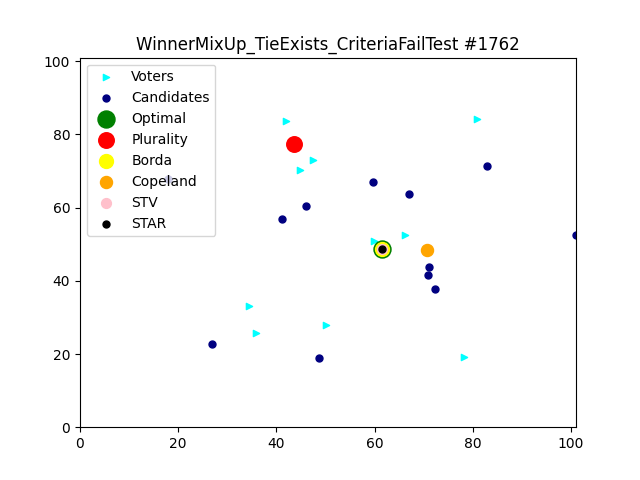 WinnerMixUp_TieExists_CriteriaFailTest #1762
100
80
60
40
20
0
0 20 40 60 80 100
Voters
Candidates
Optimal
Plurality
Borda
Copeland
STV
STAR